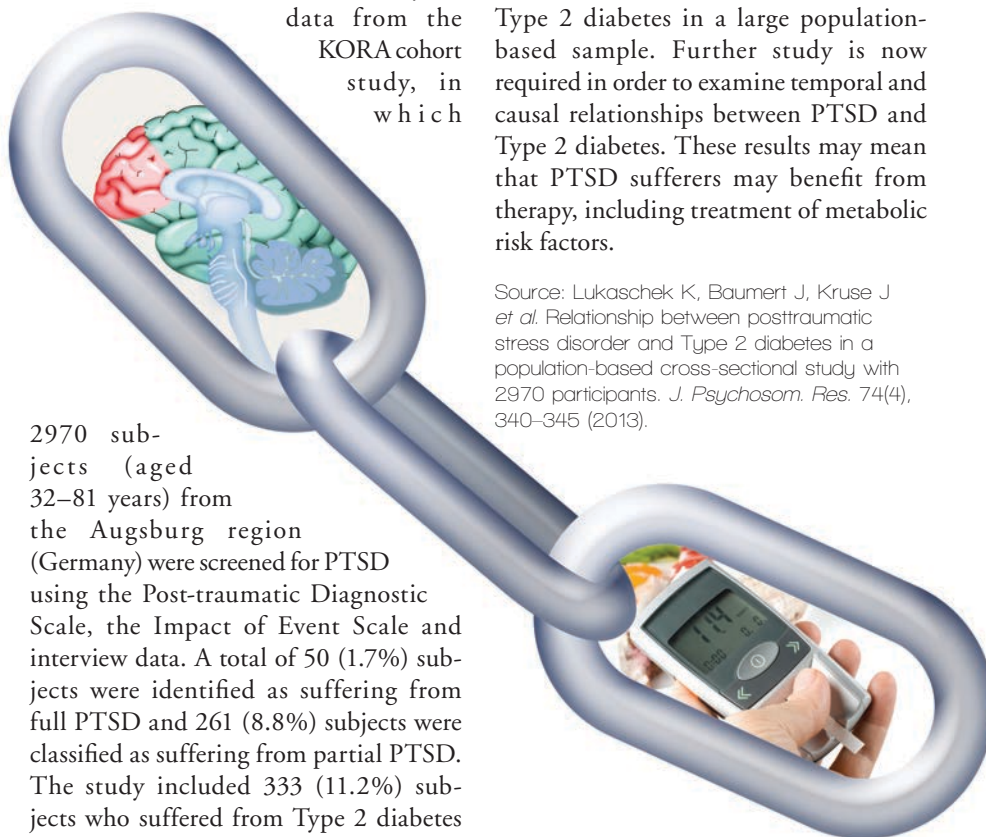 data from the
KORA cohort
study, in
which
2970 sub-
jects (aged
32–81 years) from
the Augsburg region
(Germany) were screened for PTSD
using the Post-traumatic Diagnostic
Scale, the Impact of Event Scale and
interview data. A total of 50 (1.7%) sub-
jects were identified as suffering from
full PTSD and 261 (8.8%) subjects were
classified as suffering from partial PTSD.
The study included 333 (11.2%) sub-
jects who suffered from Type 2 diabetes
Type 2 diabetes in a large population-
based sample. Further study is now
required in order to examine temporal and
causal relationships between PTSD and
Type 2 diabetes. These results may mean
that PTSD sufferers may benefit from
therapy, including treatment of metabolic
risk factors.
Source: Lukaschek K, Baumert J, Kruse J
et al. Relationship between posttraumatic
stress disorder and Type 2 diabetes in a
population-based cross-sectional study with
2970 participants. J. Psychosom. Res. 74(4),
340–345 (2013).